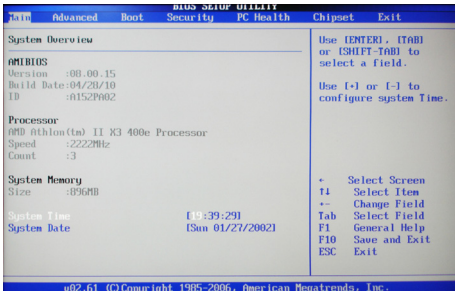 BIOS SETUP UTILITY
Main Advanced Boot Security PC Health Chipset Exit
System Overview
AMIBIOS
Version :08.00.15
Build Date:04/28/10
ID :A152PA02
Processor
AMD Athlon(tm) II X3 400e Processor
Speed :2222MHz
Count :3
System Memory
Size :896MB
System Time [19:39:29]
System Date [Sun 01/27/2002]
Use [ENTER], [TAB]
or [SHIFT-TAB] to
select a field.
Use [+] or [-] to
configure system Time.
← Select Screen
↑↓ Select Item
+- Change Field
Tab Select Field
F1 General Help
F10 Save and Exit
ESC Exit
v02.61 (C)Copyright 1985-2006, American Megatrends, Inc.